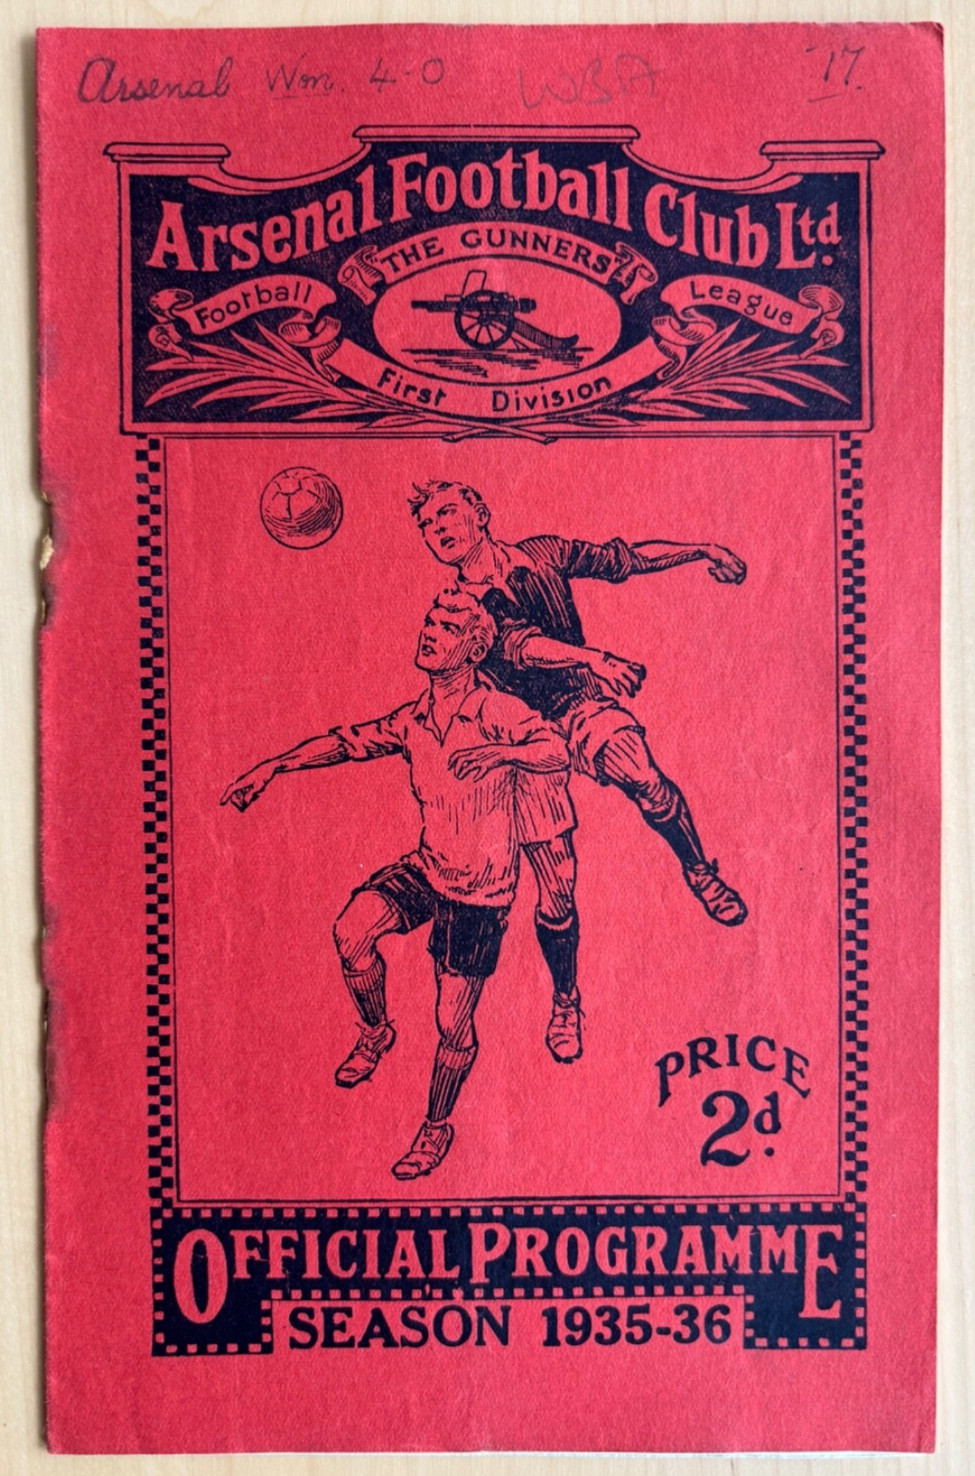 Arsenal Won. 4-0 WBA '17.
Arsenal Football Club Ltd.
THE GUNNERS
Football League
First Division
PRICE
2d.
OFFICIAL PROGRAMME
SEASON 1935-36